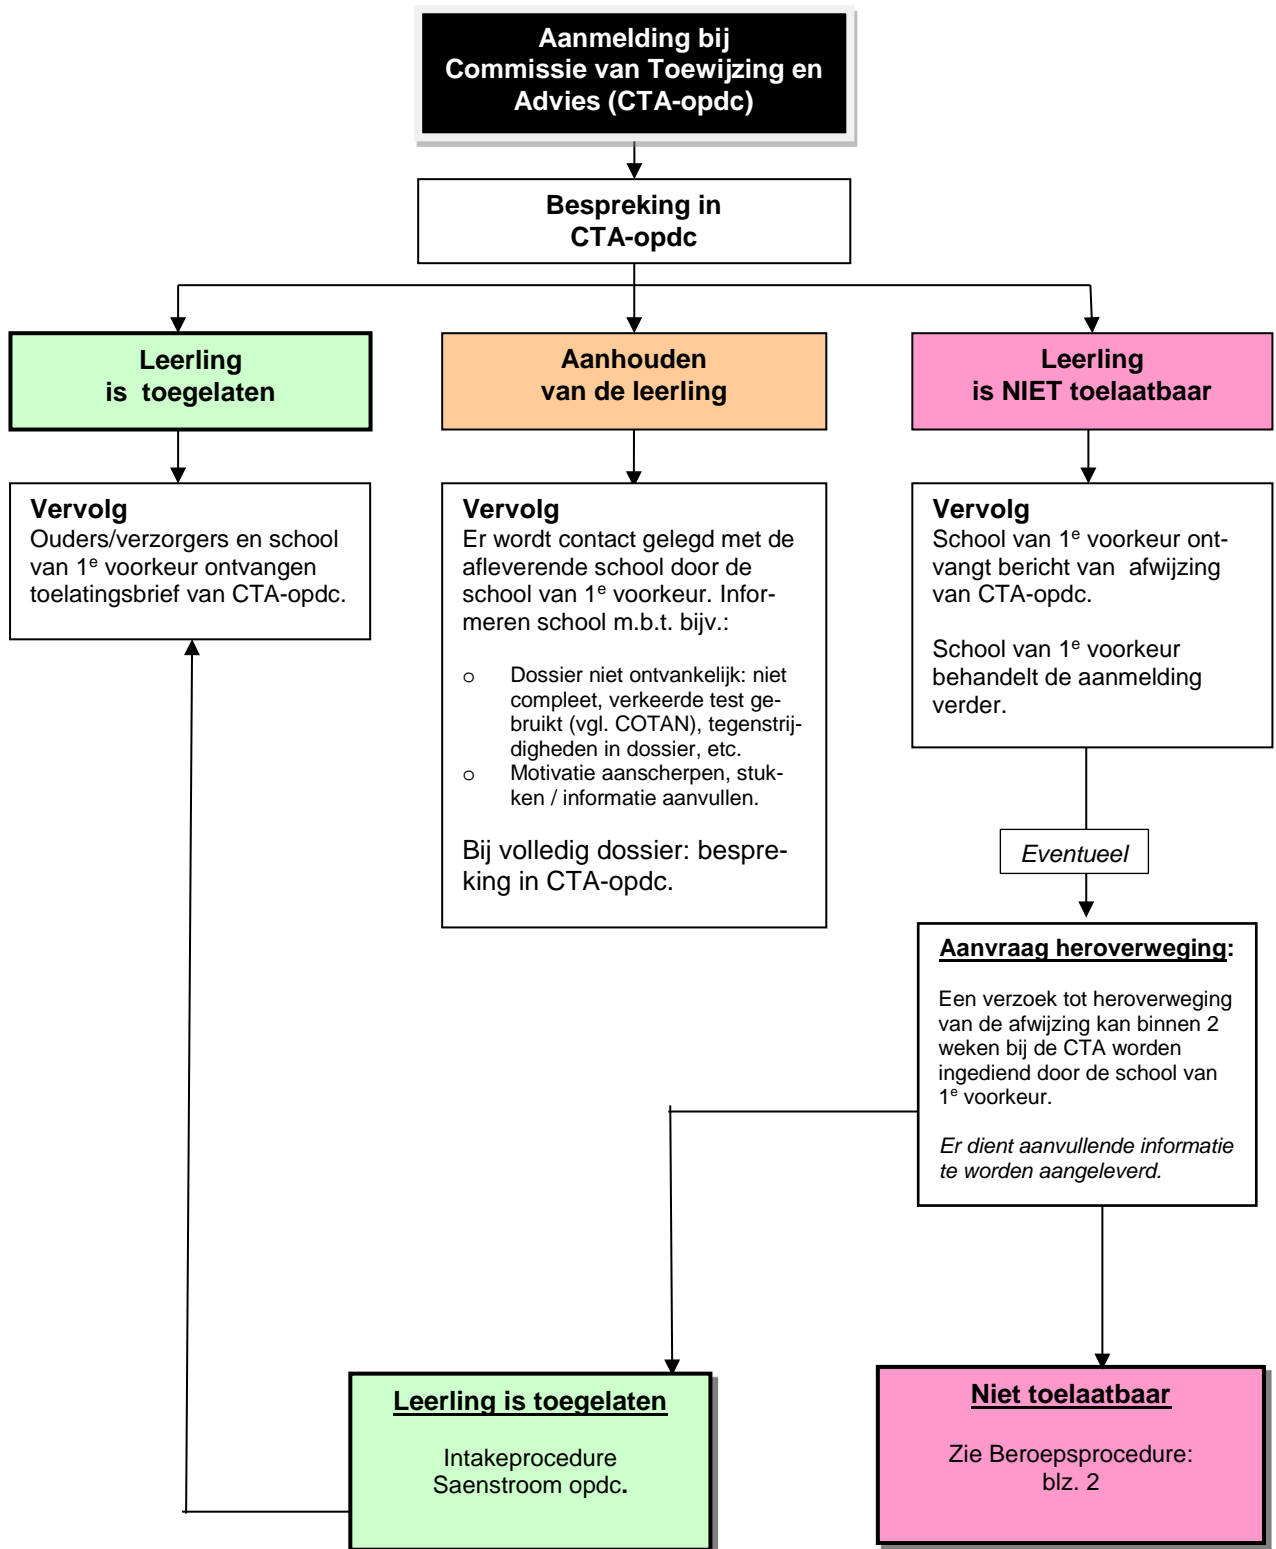 Aanmelding bij
Commissie van Toewijzing en
Advies (CTA-opdc)
Bespreking in
CTA-opdc
Leerling
is  toegelaten
Aanhouden
van de leerling
Leerling
is NIET toelaatbaar
Vervolg
Ouders/verzorgers en school
van 1e voorkeur ontvangen
toelatingsbrief van CTA-opdc.
Vervolg
Er wordt contact gelegd met de
afleverende school door de
school van 1e voorkeur. Infor-
meren school m.b.t. bijv.:
o Dossier niet ontvankelijk: niet
compleet, verkeerde test ge-
bruikt (vgl. COTAN), tegenstrij-
digheden in dossier, etc.
o Motivatie aanscherpen, stuk-
ken / informatie aanvullen.
Bij volledig dossier: bespre-
king in CTA-opdc.
Vervolg
School van 1e voorkeur ont-
vangt bericht van  afwijzing
van CTA-opdc.
School van 1e voorkeur
behandelt de aanmelding
verder.
Eventueel
Aanvraag heroverweging:
Een verzoek tot heroverweging
van de afwijzing kan binnen 2
weken bij de CTA worden
ingediend door de school van
1e voorkeur.
Er dient aanvullende informatie
te worden aangeleverd.
Leerling is toegelaten
Intakeprocedure
Saenstroom opdc.
Niet toelaatbaar
Zie Beroepsprocedure:
blz. 2